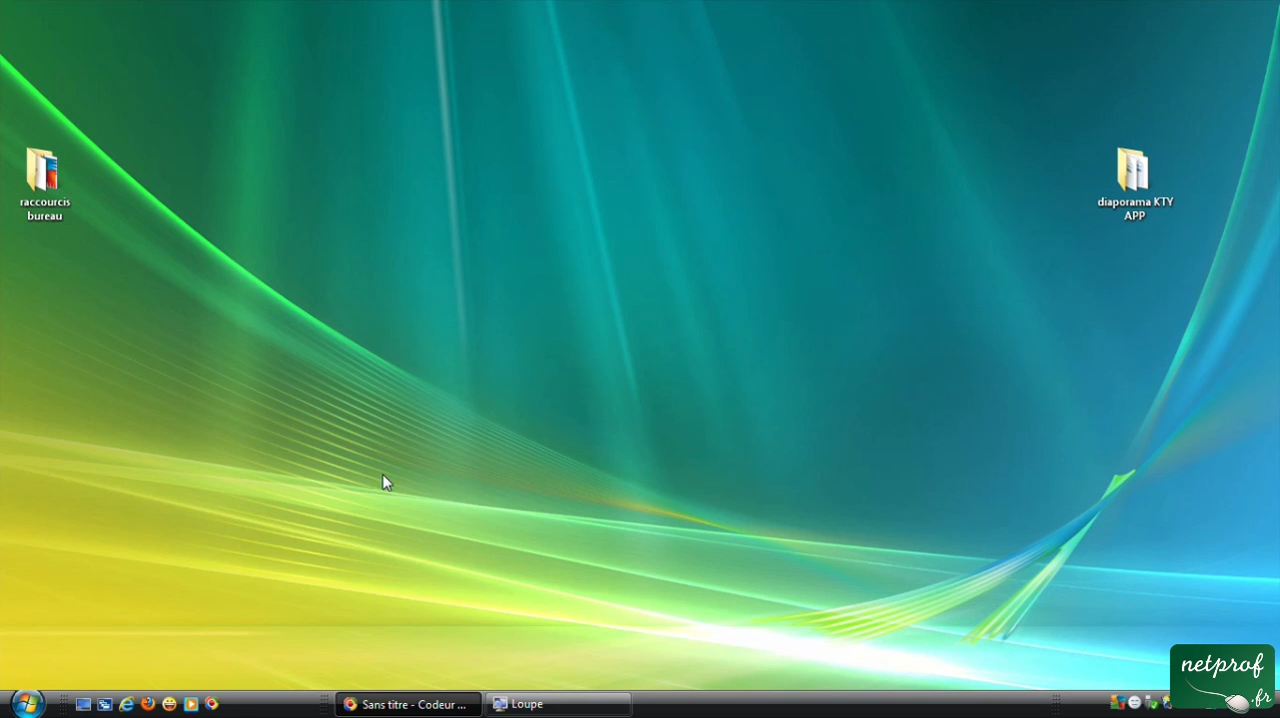 raccourcis
bureau
diaporama KTY
APP
Sans titre - Codeur ...
Loupe
netprof
.fr